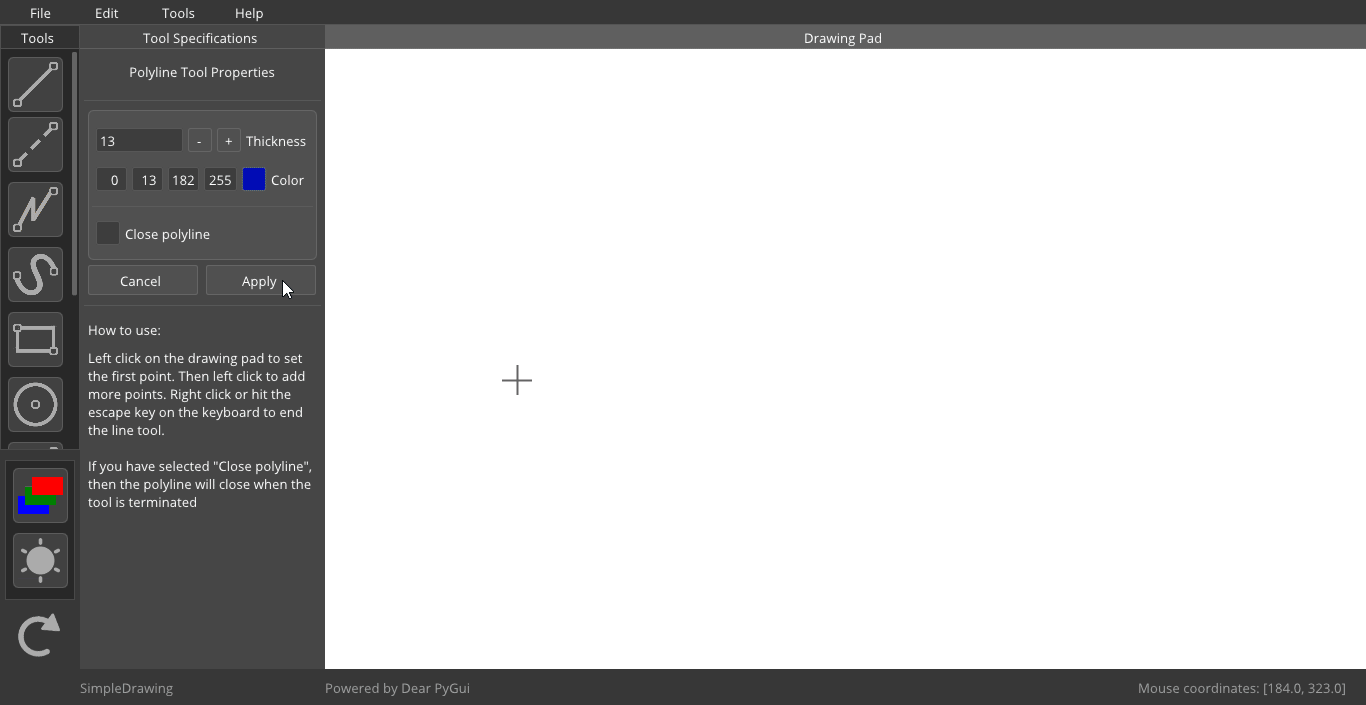 File Edit Tools Help
Tools Tool Specifications Drawing Pad
Polyline Tool Properties
13 - + Thickness
0 13 182 255 Color
Close polyline
Cancel Apply
How to use:
Left click on the drawing pad to set
the first point. Then left click to add
more points. Right click or hit the
escape key on the keyboard to end
the line tool.
If you have selected "Close polyline",
then the polyline will close when the
tool is terminated
SimpleDrawing Powered by Dear PyGui Mouse coordinates: [184.0, 323.0]